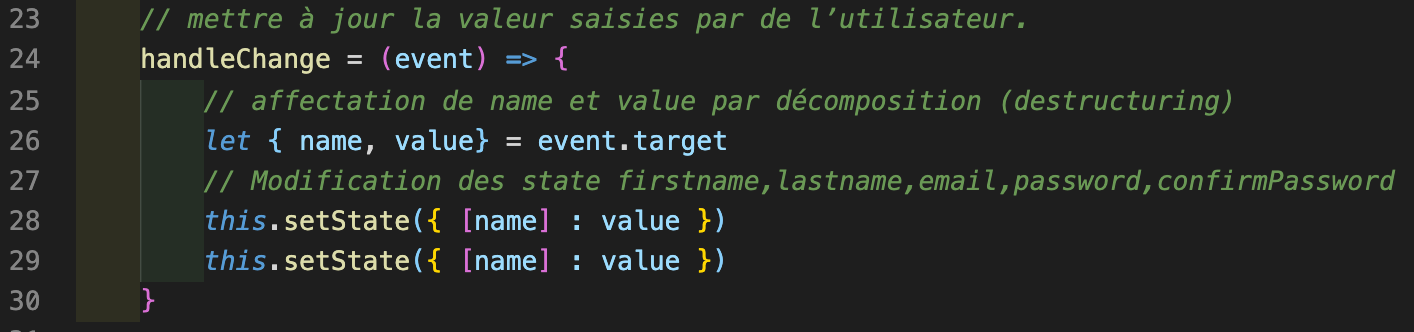 23 // mettre à jour la valeur saisies par de l’utilisateur.
24 handleChange = (event) => {
25 // affectation de name et value par décomposition (destructuring)
26 let { name, value} = event.target
27 // Modification des state firstname,lastname,email,password,confirmPassword
28 this.setState({ [name] : value })
29 this.setState({ [name] : value })
30 }